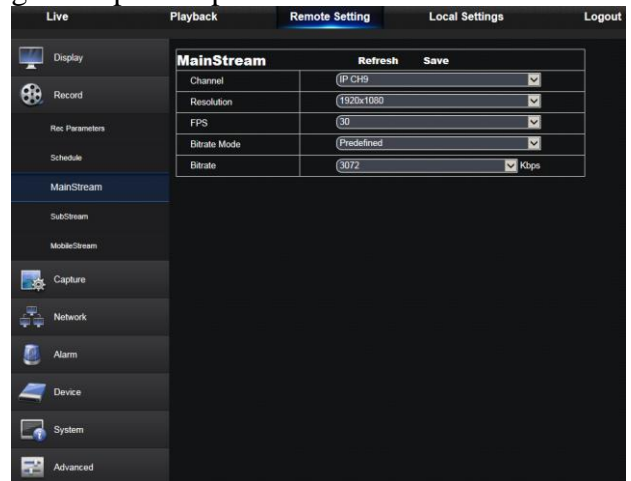 Live Playback Remote Setting Local Settings Logout
Display
Record
Rec Parameters
Schedule
MainStream
SubStream
MobileStream
Capture
Network
Alarm
Device
System
Advanced
MainStream Refresh Save
Channel IP CH9
Resolution 1920x1080
FPS 30
Bitrate Mode Predefined
Bitrate 3072 Kbps